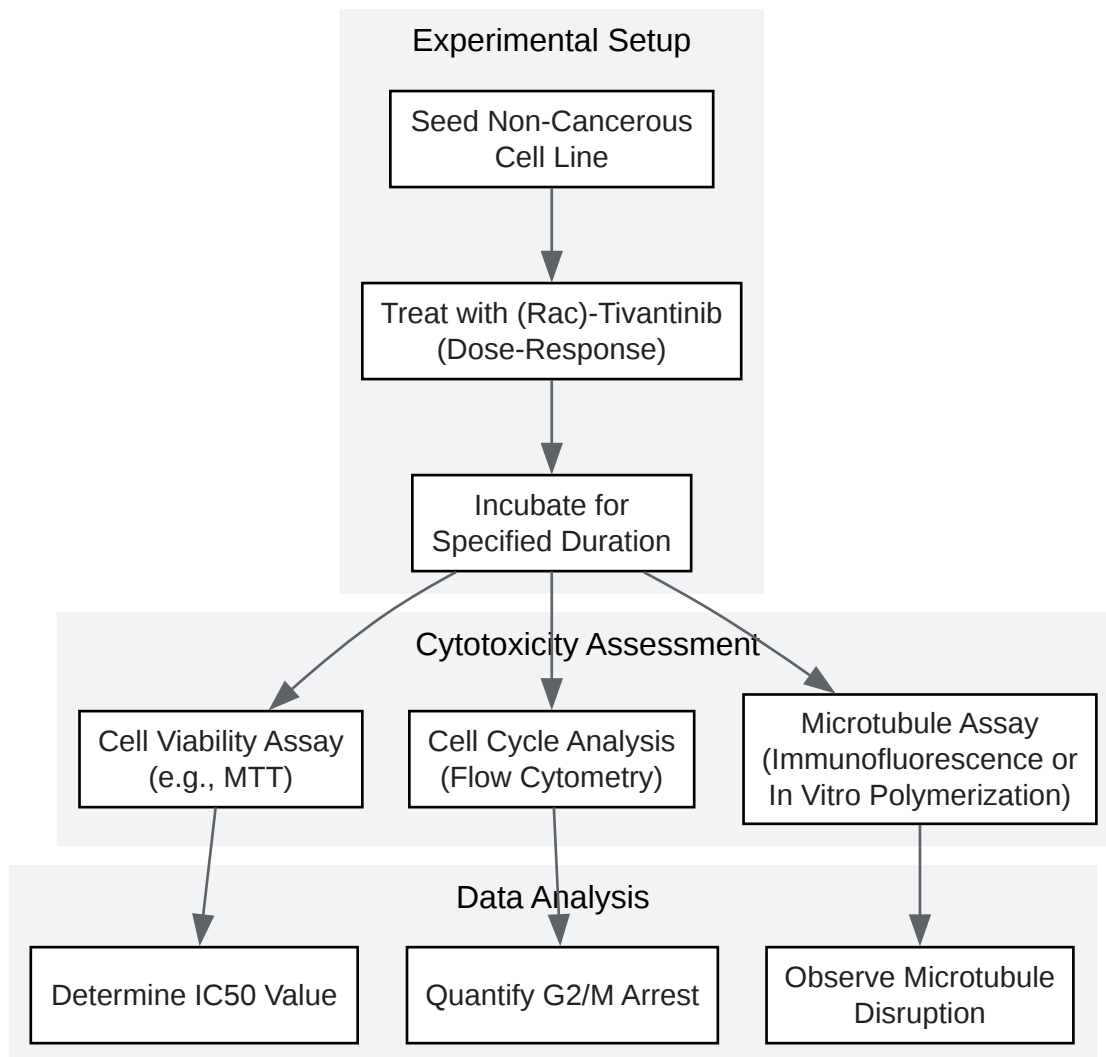 Experimental Setup
Seed Non-Cancerous
Cell Line
Treat with (Rac)-Tivantinib
(Dose-Response)
Incubate for
Specified Duration
Cytotoxicity Assessment
Cell Viability Assay
(e.g., MTT)
Cell Cycle Analysis
(Flow Cytometry)
Microtubule Assay
(Immunofluorescence or
In Vitro Polymerization)
Data Analysis
Determine IC50 Value
Quantify G2/M Arrest
Observe Microtubule
Disruption